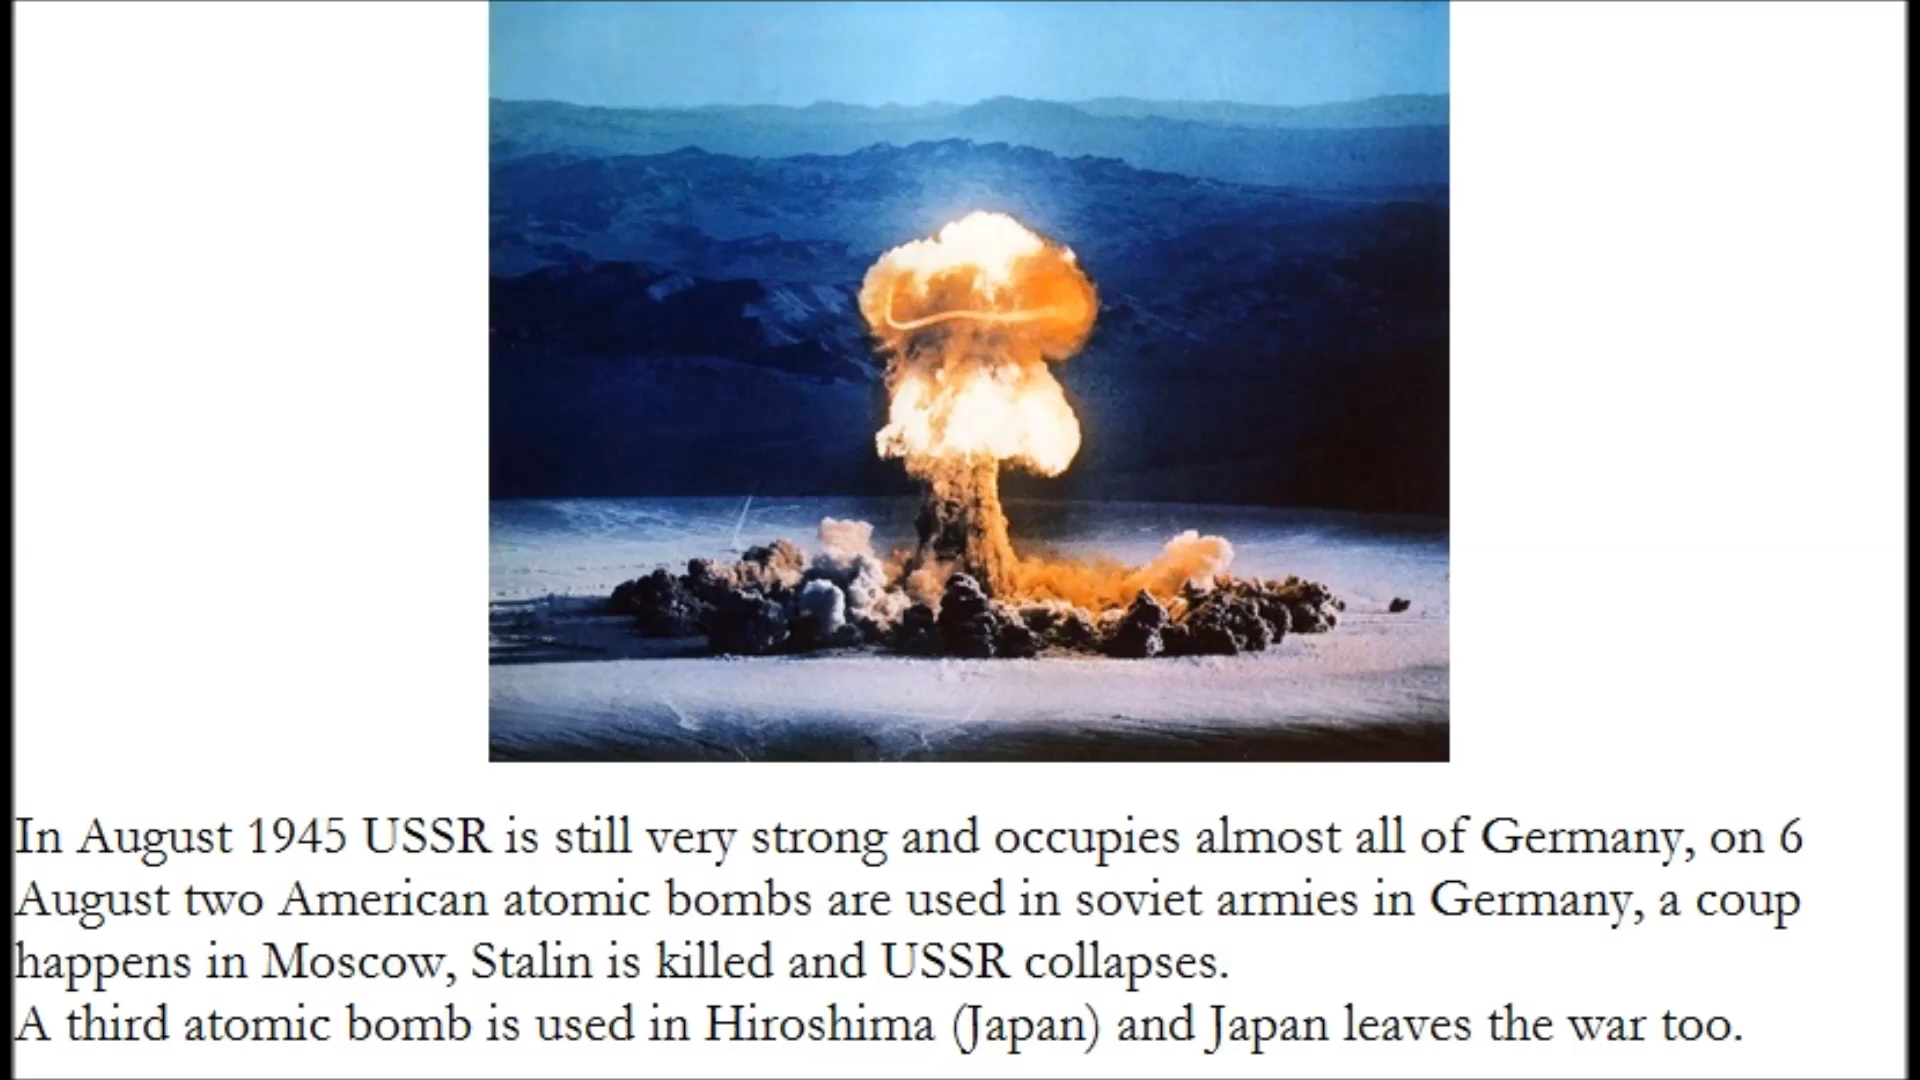 In August 1945 USSR is still very strong and occupies almost all of Germany, on 6
August two American atomic bombs are used in soviet armies in Germany, a coup
happens in Moscow, Stalin is killed and USSR collapses.
A third atomic bomb is used in Hiroshima (Japan) and Japan leaves the war too.